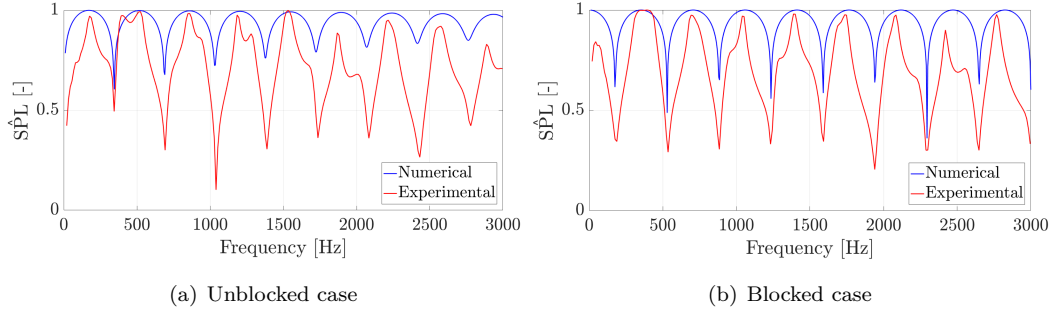 1
0.5
0
SP̂L [-]
Numerical
Experimental
0 500 1000 1500 2000 2500 3000
Frequency [Hz]
(a) Unblocked case
1
0.5
0
SP̂L [-]
Numerical
Experimental
0 500 1000 1500 2000 2500 3000
Frequency [Hz]
(b) Blocked case